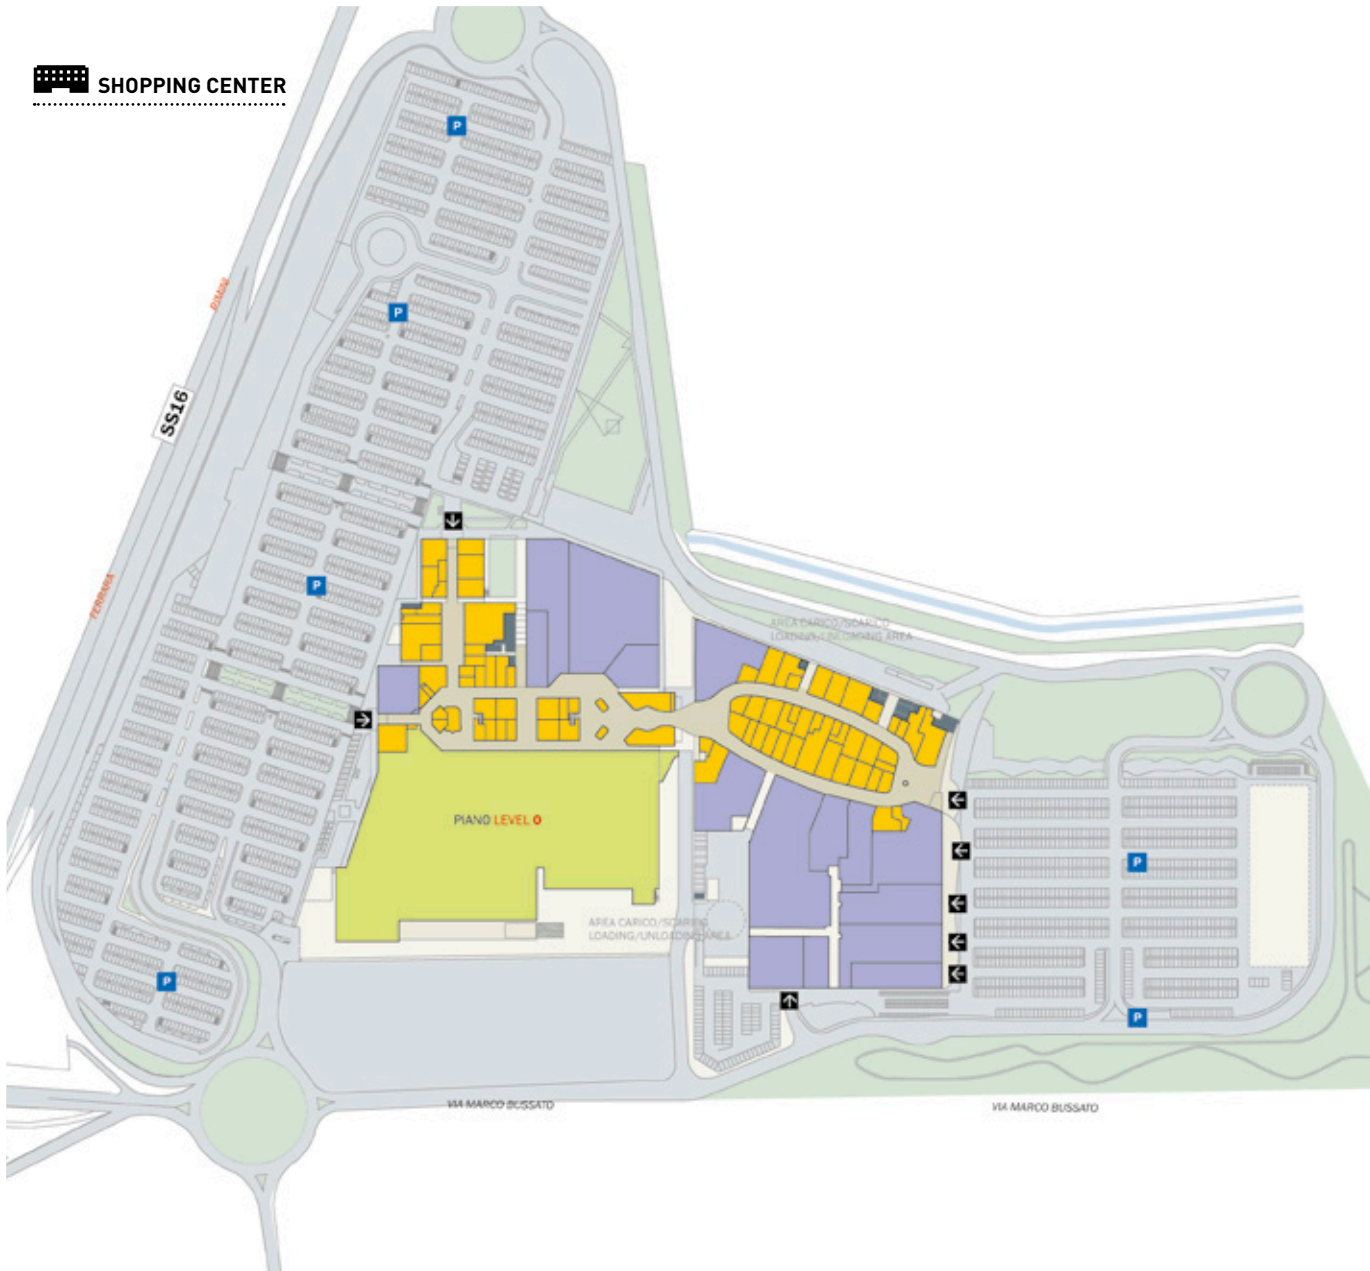 SHOPPING CENTER
P
P
RIMINI
SS16
P
FERRARA
AREA CARICO/SCARICO
LOADING/UNLOADING AREA
PIANO LEVEL 0
P
AREA CARICO/SCARICO
LOADING/UNLOADING AREA
P
P
VIA MARCO BUSSATO
VIA MARCO BUSSATO